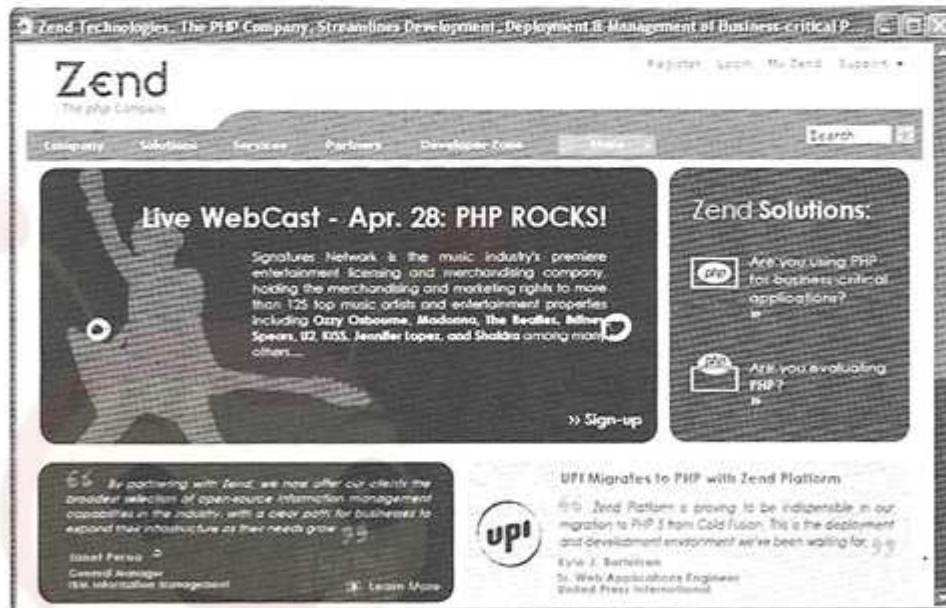 Zend Technologies, The PHP Company, Streamlines Development, Deployment & Management of Business-critical P...
Zend
The php Company
Register Login My Zend Support
Company Solutions Services Partners Developer Zone Store
Search
Live WebCast - Apr. 28: PHP ROCKS!
Signatures Network is the music industry's premiere
entertainment licensing and merchandising company,
holding the merchandising and marketing rights to more
than 125 top music artists and entertainment properties
including Ozzy Osbourne, Madonna, The Beatles, Britney
Spears, U2, KISS, Jennifer Lopez, and Shakira among many
others...
» Sign-up
Zend Solutions:
php
Are you using PHP
for business-critical
applications?
»
php
Are you evaluating
PHP?
»
By partnering with Zend, we now offer our clients the
broadest selection of open-source information management
capabilities in the industry, with a clear path for businesses to
expand their infrastructure as their needs grow
Janet Perna
General Manager
IBM Information Management
Learn More
UPI Migrates to PHP with Zend Platform
UPI
Zend Platform is proving to be indispensible in our
migration to PHP 5 from Cold Fusion. This is the deployment
and development environment we've been waiting for.
Kyle J.
Sr. Web Applications Engineer
United Press International